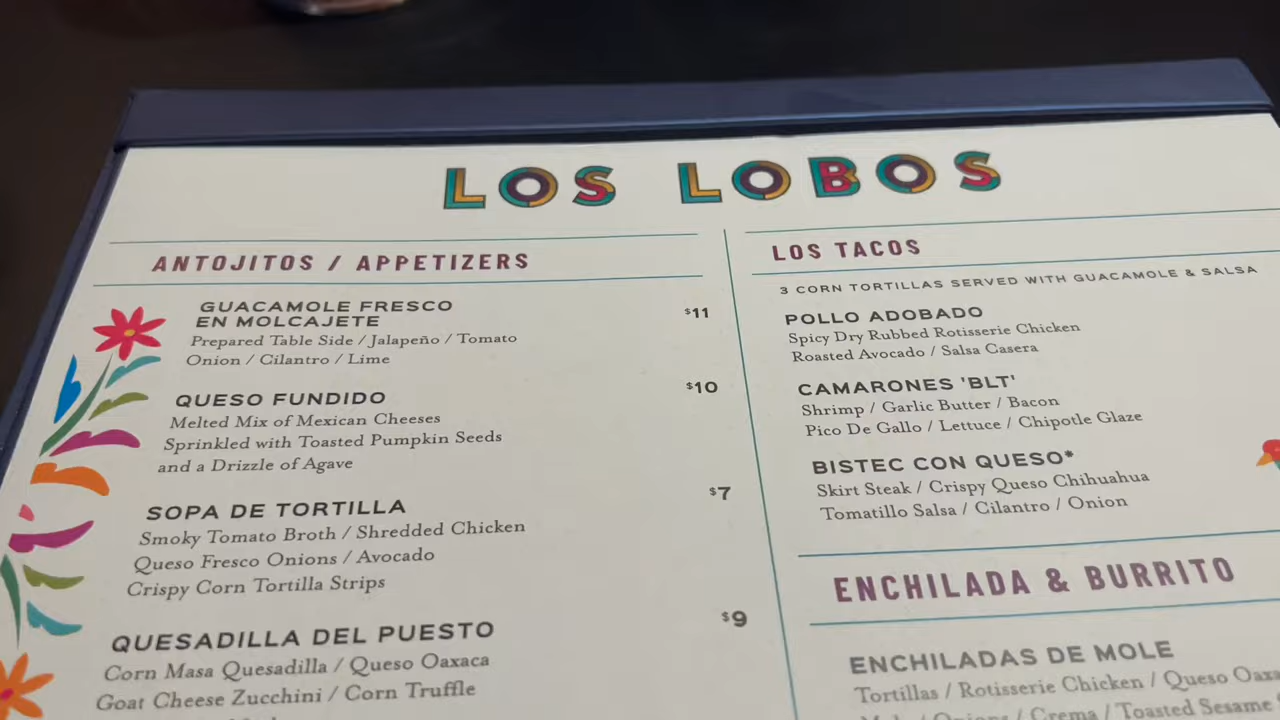 LOS LOBOS
ANTOJITOS / APPETIZERS
GUACAMOLE FRESCO
EN MOLCAJETE
$11
Prepared Table Side / Jalapeño / Tomato
Onion / Cilantro / Lime
QUESO FUNDIDO
$10
Melted Mix of Mexican Cheeses
Sprinkled with Toasted Pumpkin Seeds
and a Drizzle of Agave
SOPA DE TORTILLA
$7
Smoky Tomato Broth / Shredded Chicken
Queso Fresco Onions / Avocado
Crispy Corn Tortilla Strips
QUESADILLA DEL PUESTO
$9
Corn Masa Quesadilla / Queso Oaxaca
Goat Cheese Zucchini / Corn Truffle
LOS TACOS
3 CORN TORTILLAS SERVED WITH GUACAMOLE & SALSA
POLLO ADOBADO
Spicy Dry Rubbed Rotisserie Chicken
Roasted Avocado / Salsa Casera
CAMARONES 'BLT'
Shrimp / Garlic Butter / Bacon
Pico De Gallo / Lettuce / Chipotle Glaze
BISTEC CON QUESO*
Skirt Steak / Crispy Queso Chihuahua
Tomatillo Salsa / Cilantro / Onion
ENCHILADA & BURRITO
ENCHILADAS DE MOLE
Tortillas / Rotisserie Chicken / Queso
/ Onions / Crema / Toasted Sesame